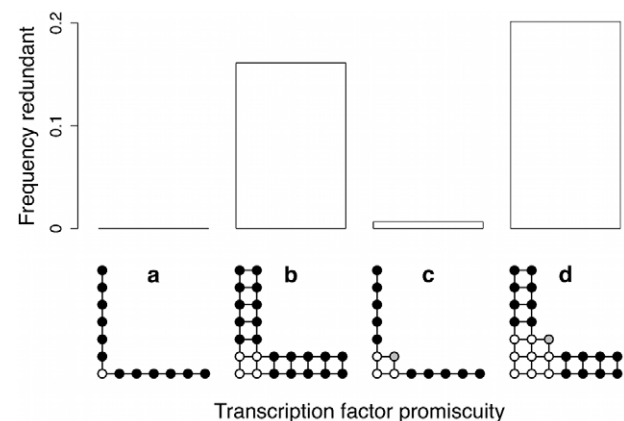 Frequency redundant
0.2
0.1
0
a b c d
Transcription factor promiscuity